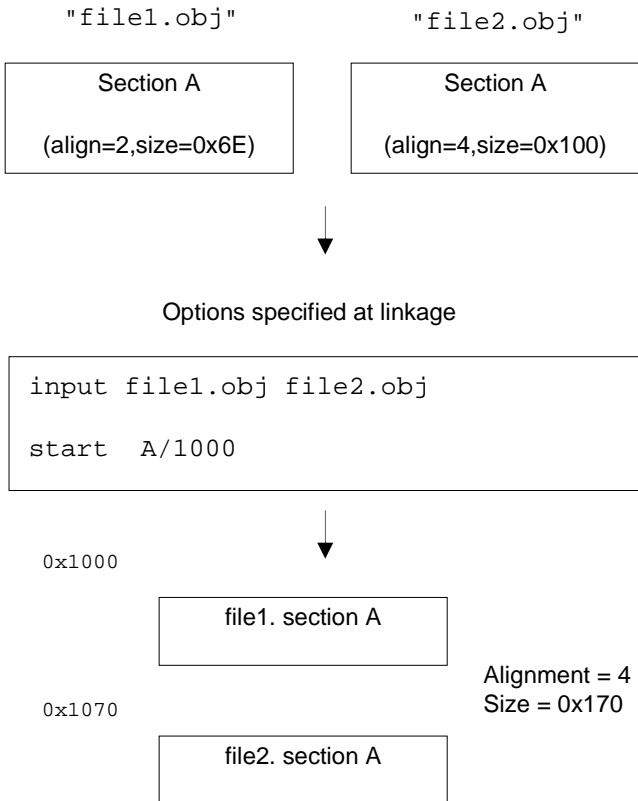 "file1.obj" "file2.obj"
Section A Section A
(align=2,size=0x6E) (align=4,size=0x100)
Options specified at linkage
input file1.obj file2.obj
start A/1000
0x1000
file1. section A
Alignment = 4
Size = 0x170
0x1070
file2. section A